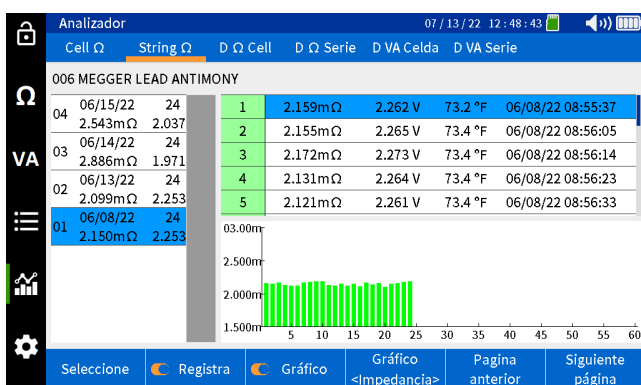 Analizador 07/13/22 12:48:43
Cell Ω String Ω D Ω Cell D Ω Serie D VA Celda D VA Serie
006 MEGGER LEAD ANTIMONY
Ω
VA
04 06/15/22 24
2.543mΩ 2.037
03 06/14/22 24
2.886mΩ 1.971
02 06/13/22 24
2.099mΩ 2.253
01 06/08/22 24
2.150mΩ 2.253
1 2.159mΩ 2.262 V 73.2 °F 06/08/22 08:55:37
2 2.155mΩ 2.265 V 73.4 °F 06/08/22 08:56:05
3 2.172mΩ 2.273 V 73.4 °F 06/08/22 08:56:14
4 2.131mΩ 2.264 V 73.4 °F 06/08/22 08:56:23
5 2.121mΩ 2.261 V 73.4 °F 06/08/22 08:56:33
03.00m
2.500m
2.000m
1.500m
5 10 15 20 25 30 35 40 45 50 55 60
Seleccione Registra Gráfico
Gráfico
<Impedancia>
Pagina
anterior
Siguiente
página